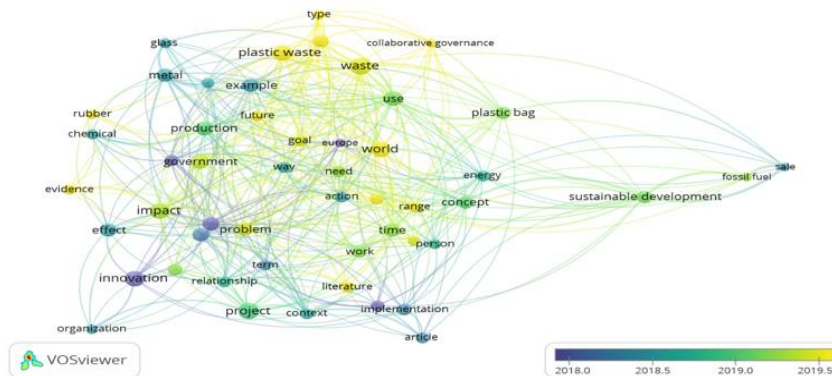 type
glass
collaborative governance
plastic waste
metal
waste
example
use
rubber
future
plastic bag
chemical
production
goal
europe
world
government
way
need
energy
sale
fossil fuel
evidence
action
sustainable development
impact
range
concept
effect
problem
time
person
work
term
innovation
relationship
literature
project
context
implementation
organization
article
VOSviewer
2018.0 2018.5 2019.0 2019.5